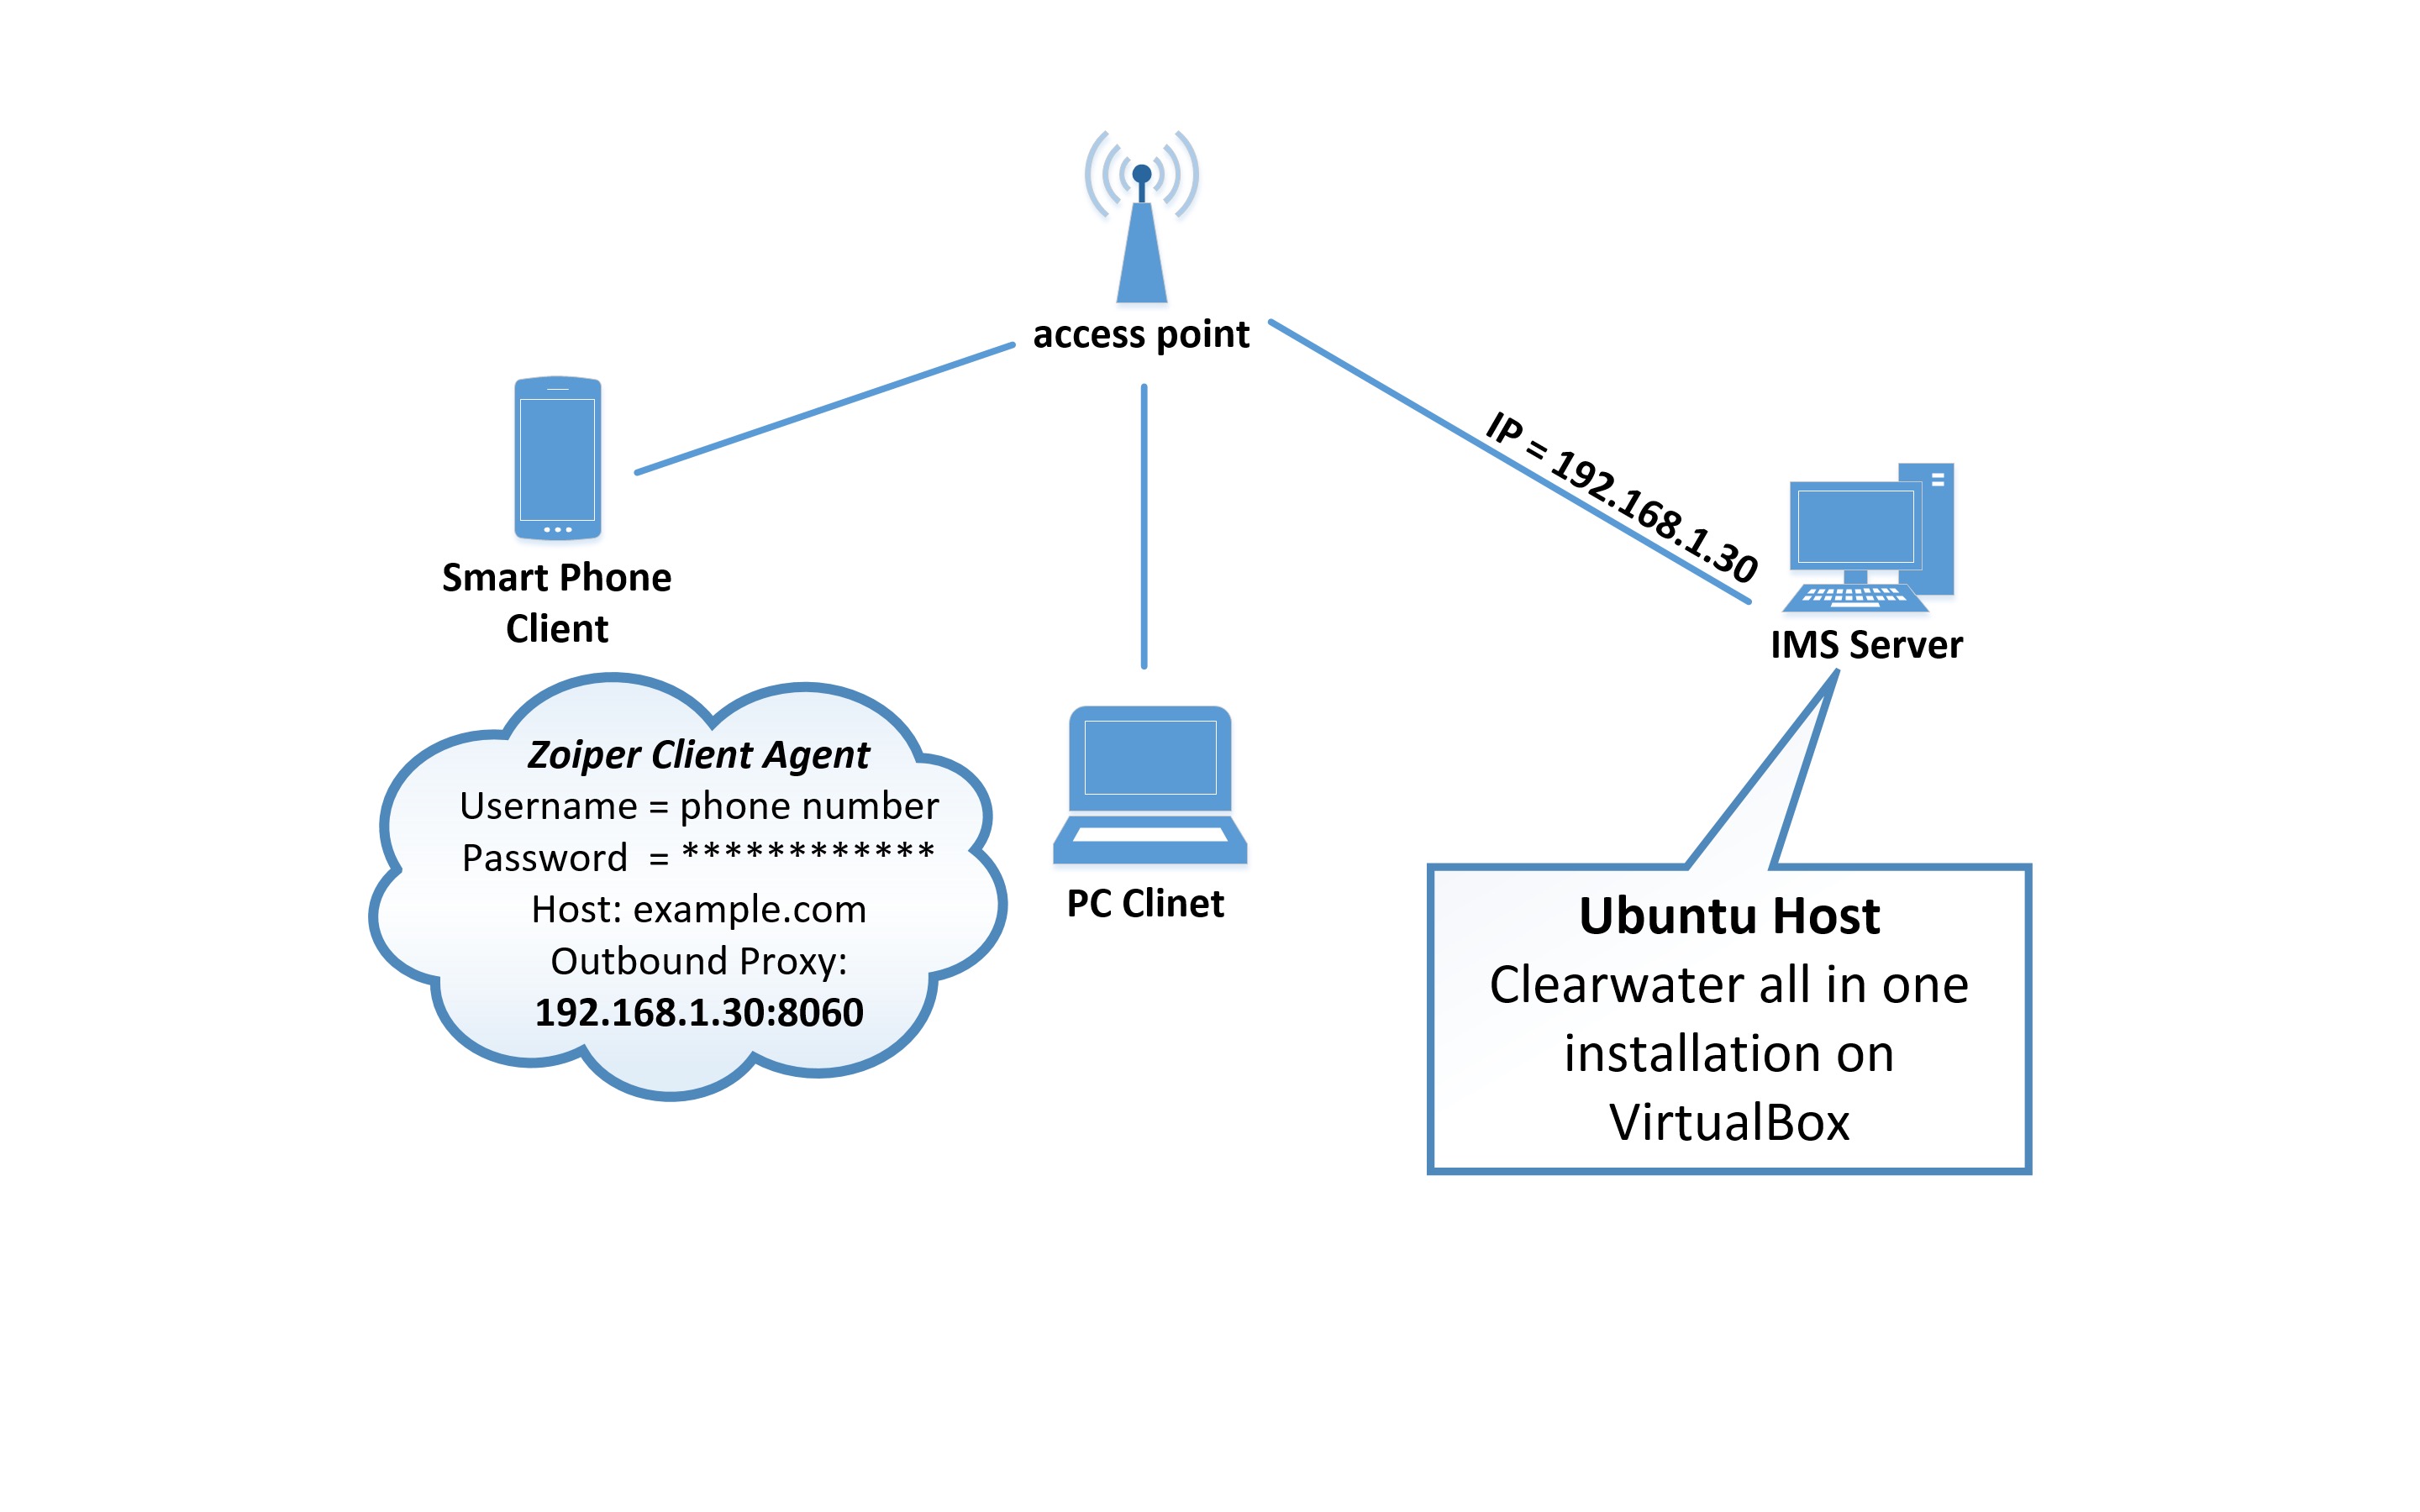 access point
IP = 192.168.1.30
Smart Phone
Client
IMS Server
Zoiper Client Agent
Username = phone number
Password = ************
Host: example.com
Outbound Proxy:
192.168.1.30:8060
PC Clinet
Ubuntu Host
Clearwater all in one
installation on
VirtualBox